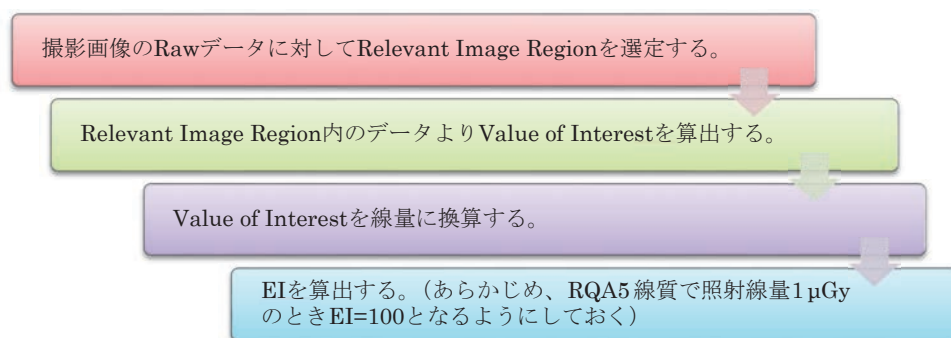 撮影画像のRawデータに対してRelevant Image Regionを選定する。
Relevant Image Region内のデータよりValue of Interestを算出する。
Value of Interestを線量に換算する。
EIを算出する。（あらかじめ、RQA5線質で照射線量1μGy
のときEI=100となるようにしておく）